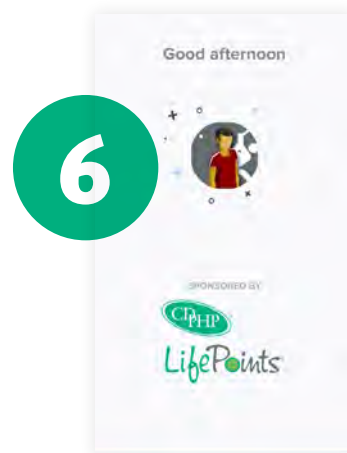 Good afternoon
6
SPONSORED BY
CDPHP
LifePoints